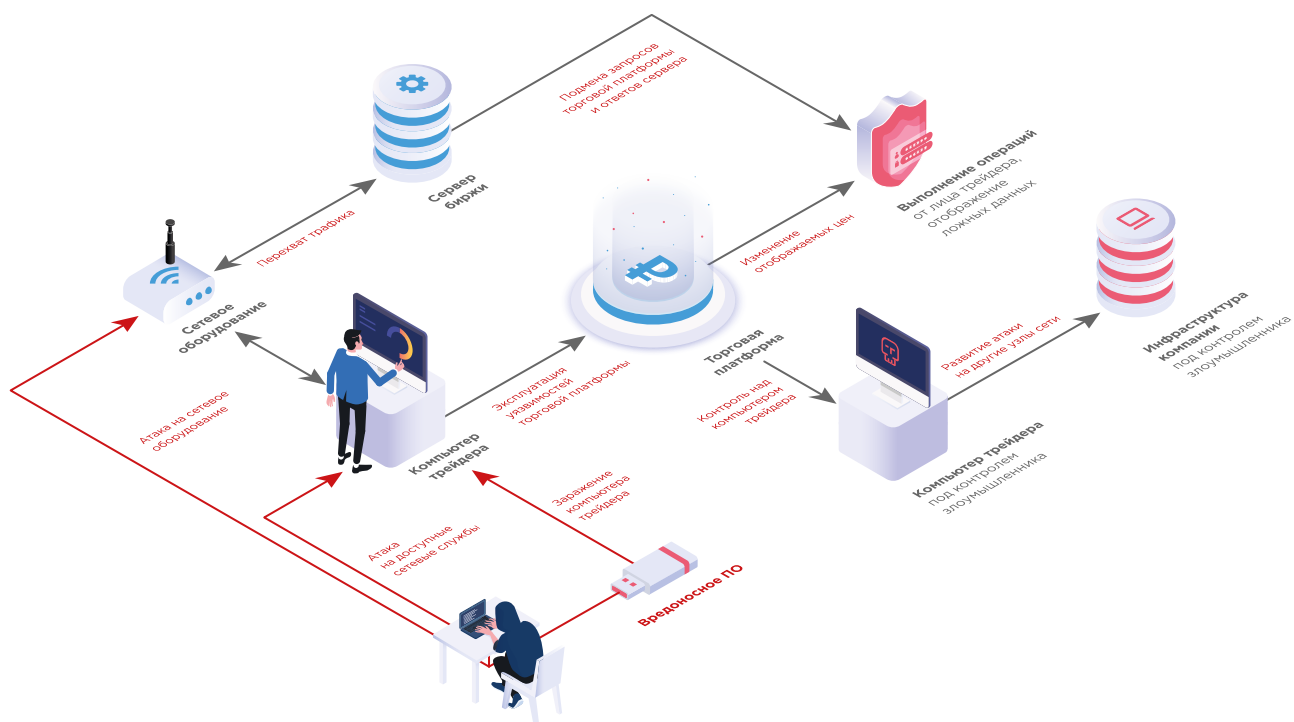 Подмена запросов
торговой платформы
и ответов сервера
Сервер
биржи
Выполнение операций
от лица трейдера,
отображение
ложных данных
Перехват трафика
Изменение
отображаемых цен
Сетевое
оборудование
Торговая
платформа
Инфраструктура
компании
под контролем
злоумышленника
Развитие атаки
на другие узлы сети
Эксплуатация
уязвимостей
торговой платформы
Контроль над
компьютером
трейдера
Атака на сетевое
оборудование
Компьютер
трейдера
Компьютер трейдера
под контролем
злоумышленника
Заражение
компьютера
трейдера
Атака
на доступные
сетевые службы
Вредоносное ПО